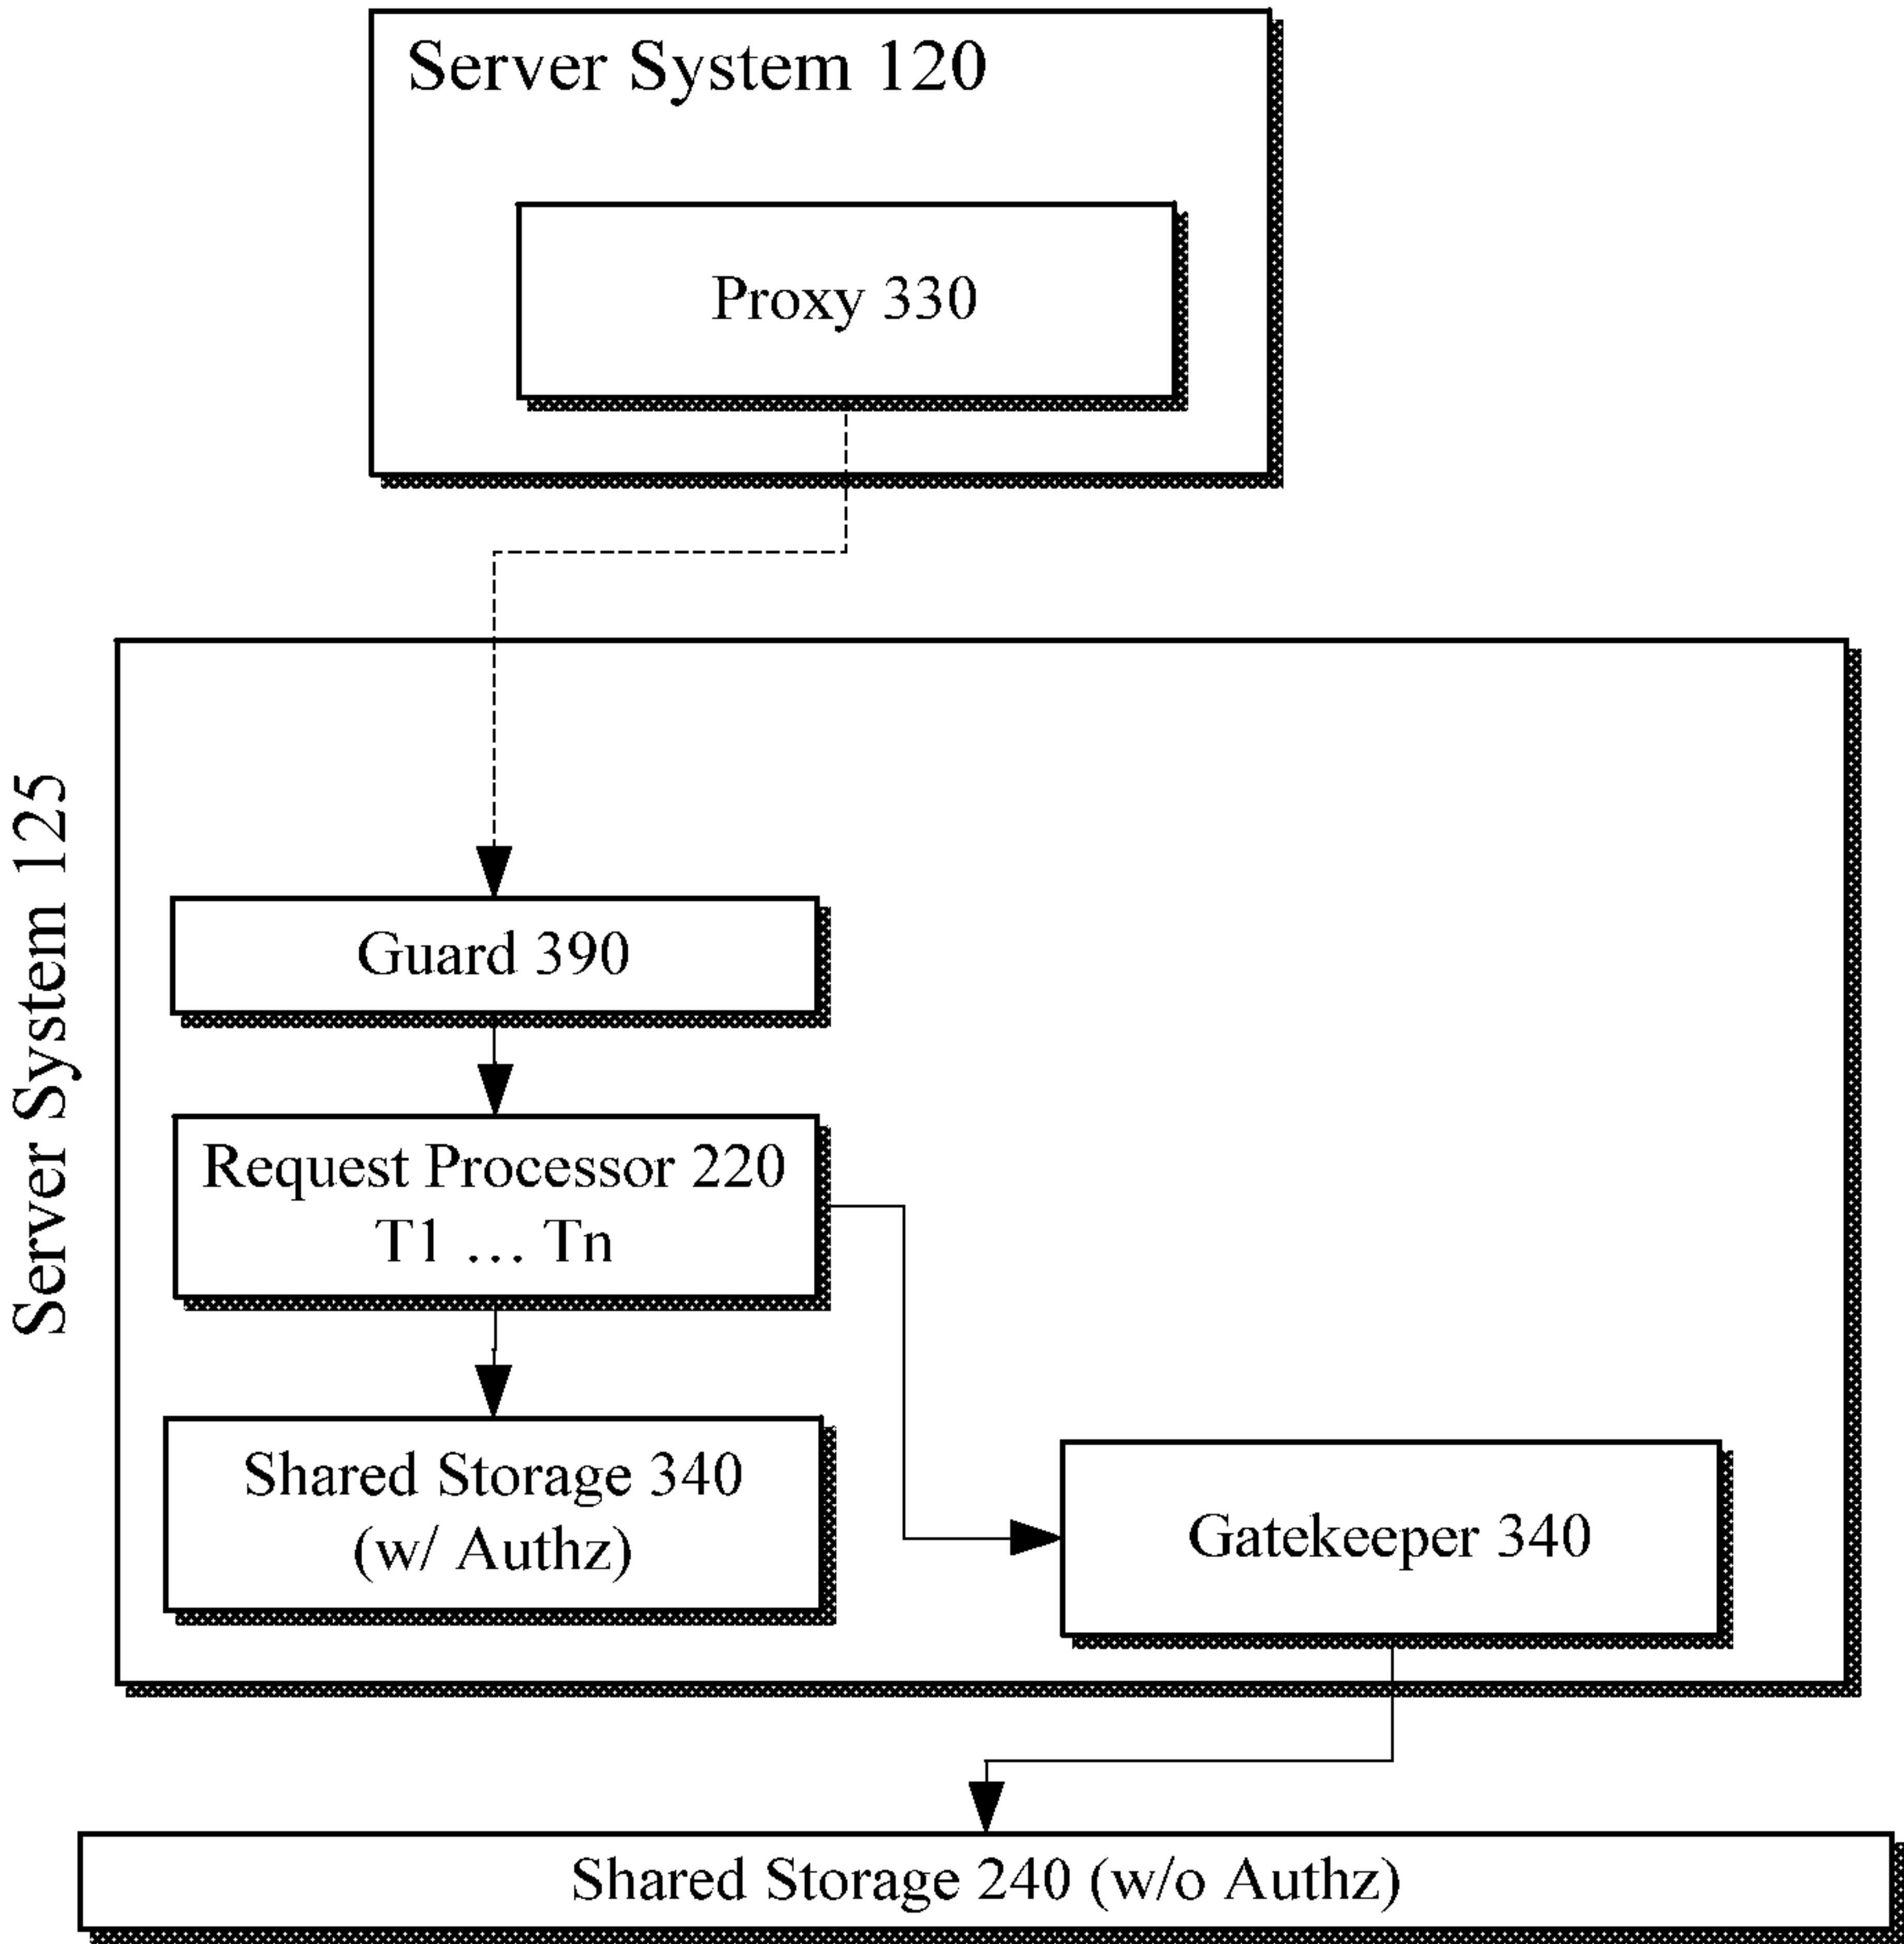 Server System 120
Proxy 330
Server System 125
Guard 390
Request Processor 220
T1 … Tn
Shared Storage 340
(w/ Authz)
Gatekeeper 340
Shared Storage 240 (w/o Authz)